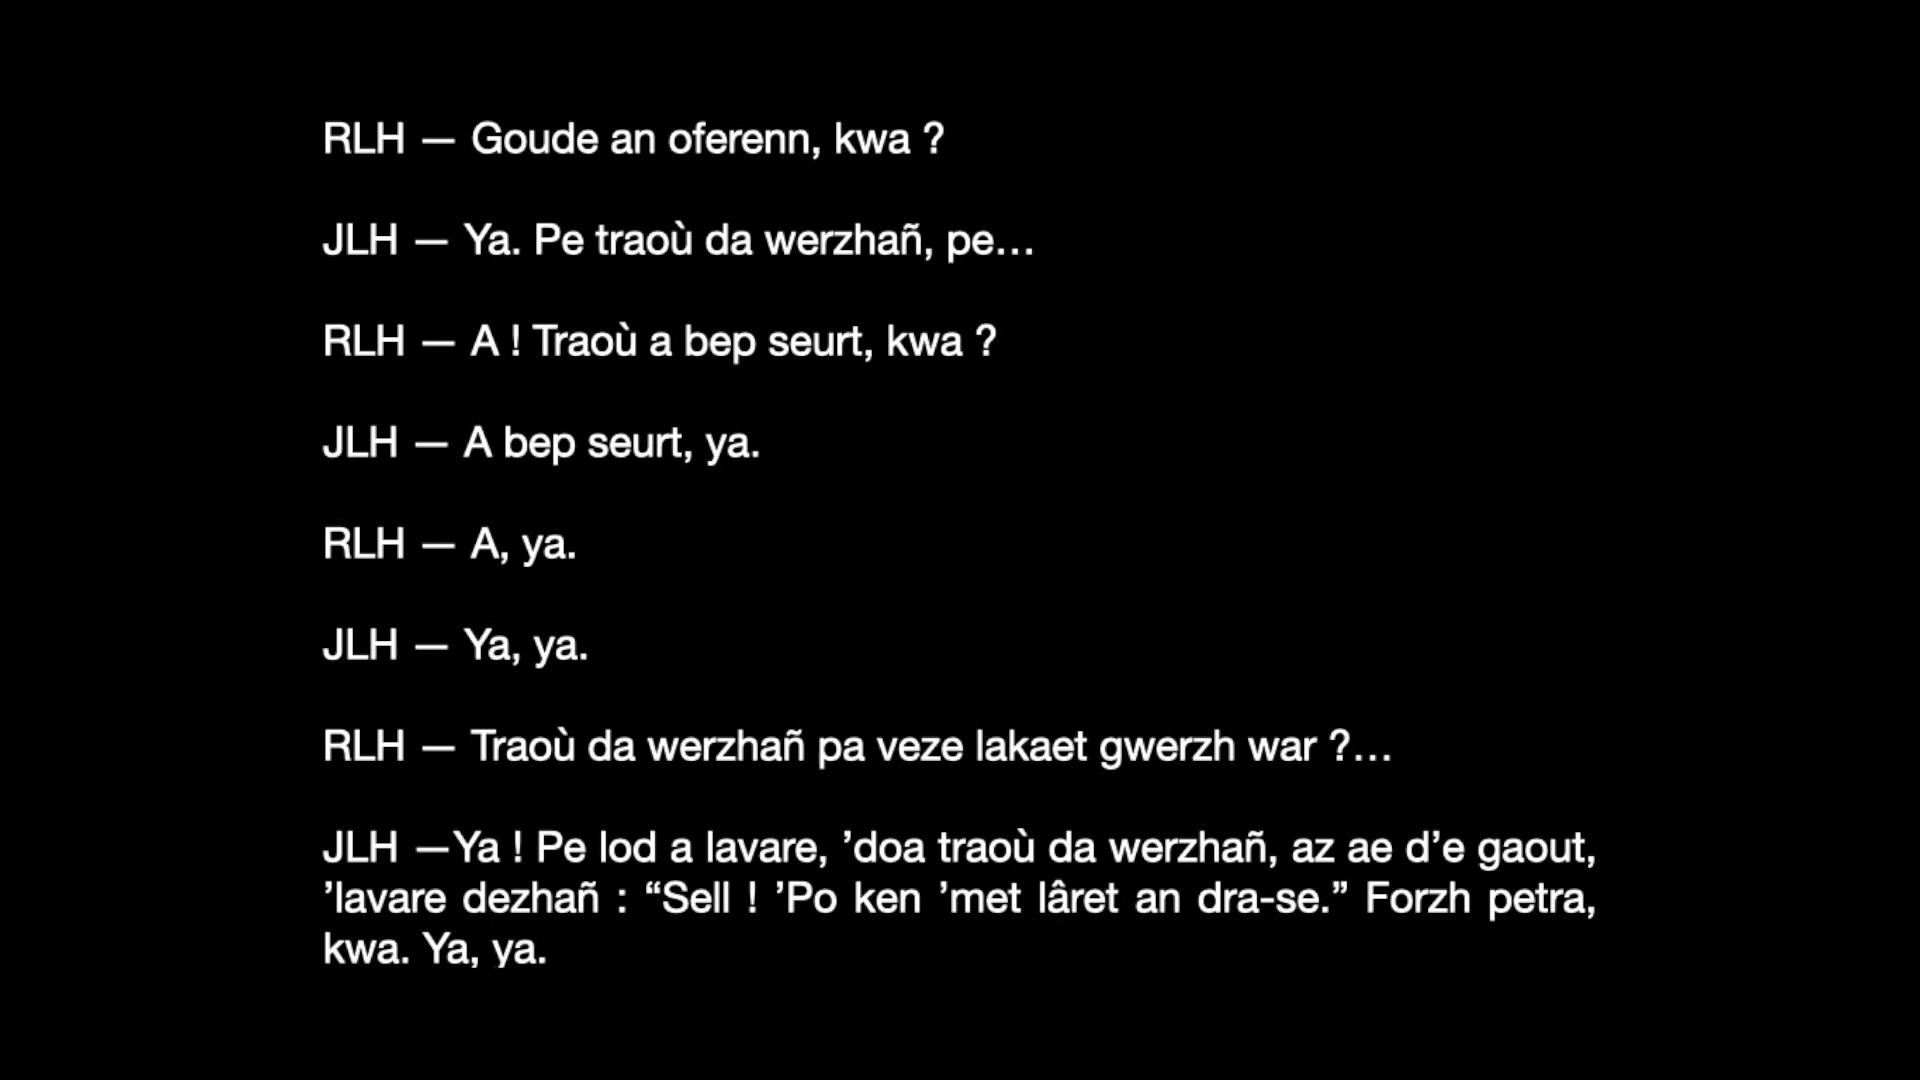 RLH — Goude an oferenn, kwa ?
JLH — Ya. Pe traoù da werzhañ, pe…
RLH — A ! Traoù a bep seurt, kwa ?
JLH — A bep seurt, ya.
RLH — A, ya.
JLH — Ya, ya.
RLH — Traoù da werzhañ pa veze lakaet gwerzh war ?…
JLH —Ya ! Pe lod a lavare, ’doa traoù da werzhañ, az ae d’e gaout,
’lavare dezhañ : “Sell ! ’Po ken ’met lâret an dra-se.” Forzh petra,
kwa. Ya, ya.